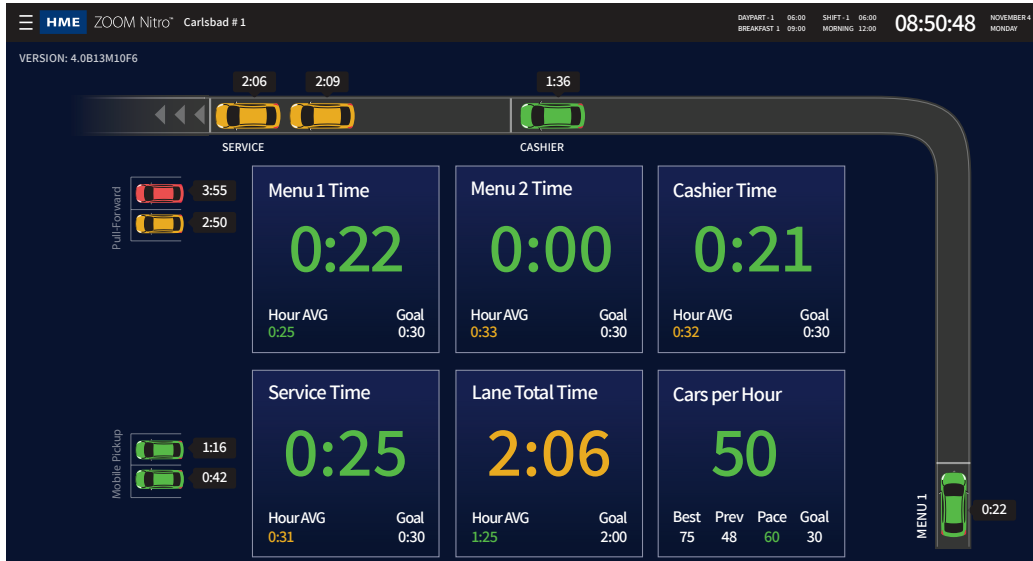 HME ZOOM Nitro™ Carlsbad # 1
DAYPART - 1 06:00 SHIFT - 1 06:00
BREAKFAST 1 09:00 MORNING 12:00
08:50:48
NOVEMBER 4
MONDAY
VERSION: 4.0B13M10F6
2:06 2:09 1:36
SERVICE CASHIER
Pull-Forward
3:55
2:50
Menu 1 Time
0:22
Hour AVG Goal
0:25 0:30
Menu 2 Time
0:00
Hour AVG Goal
0:33 0:30
Cashier Time
0:21
Hour AVG Goal
0:32 0:30
Mobile Pickup
1:16
0:42
Service Time
0:25
Hour AVG Goal
0:31 0:30
Lane Total Time
2:06
Hour AVG Goal
1:25 2:00
Cars per Hour
50
Best Prev Pace Goal
75 48 60 30
MENU 1
0:22